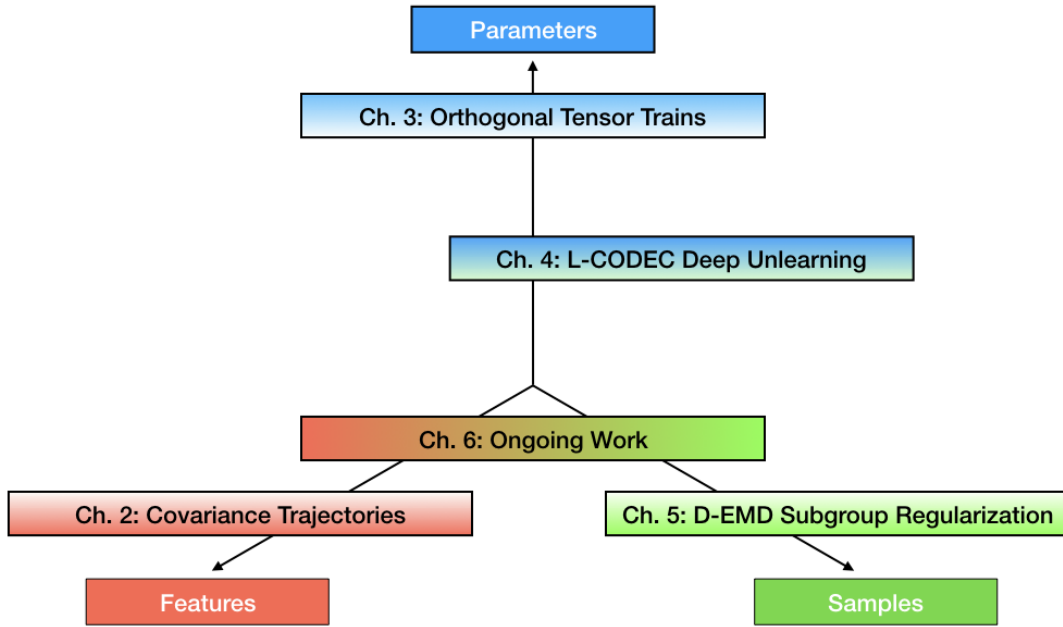 Parameters
Ch. 3: Orthogonal Tensor Trains
Ch. 4: L-CODEC Deep Unlearning
Ch. 6: Ongoing Work
Ch. 2: Covariance Trajectories
Ch. 5: D-EMD Subgroup Regularization
Features
Samples